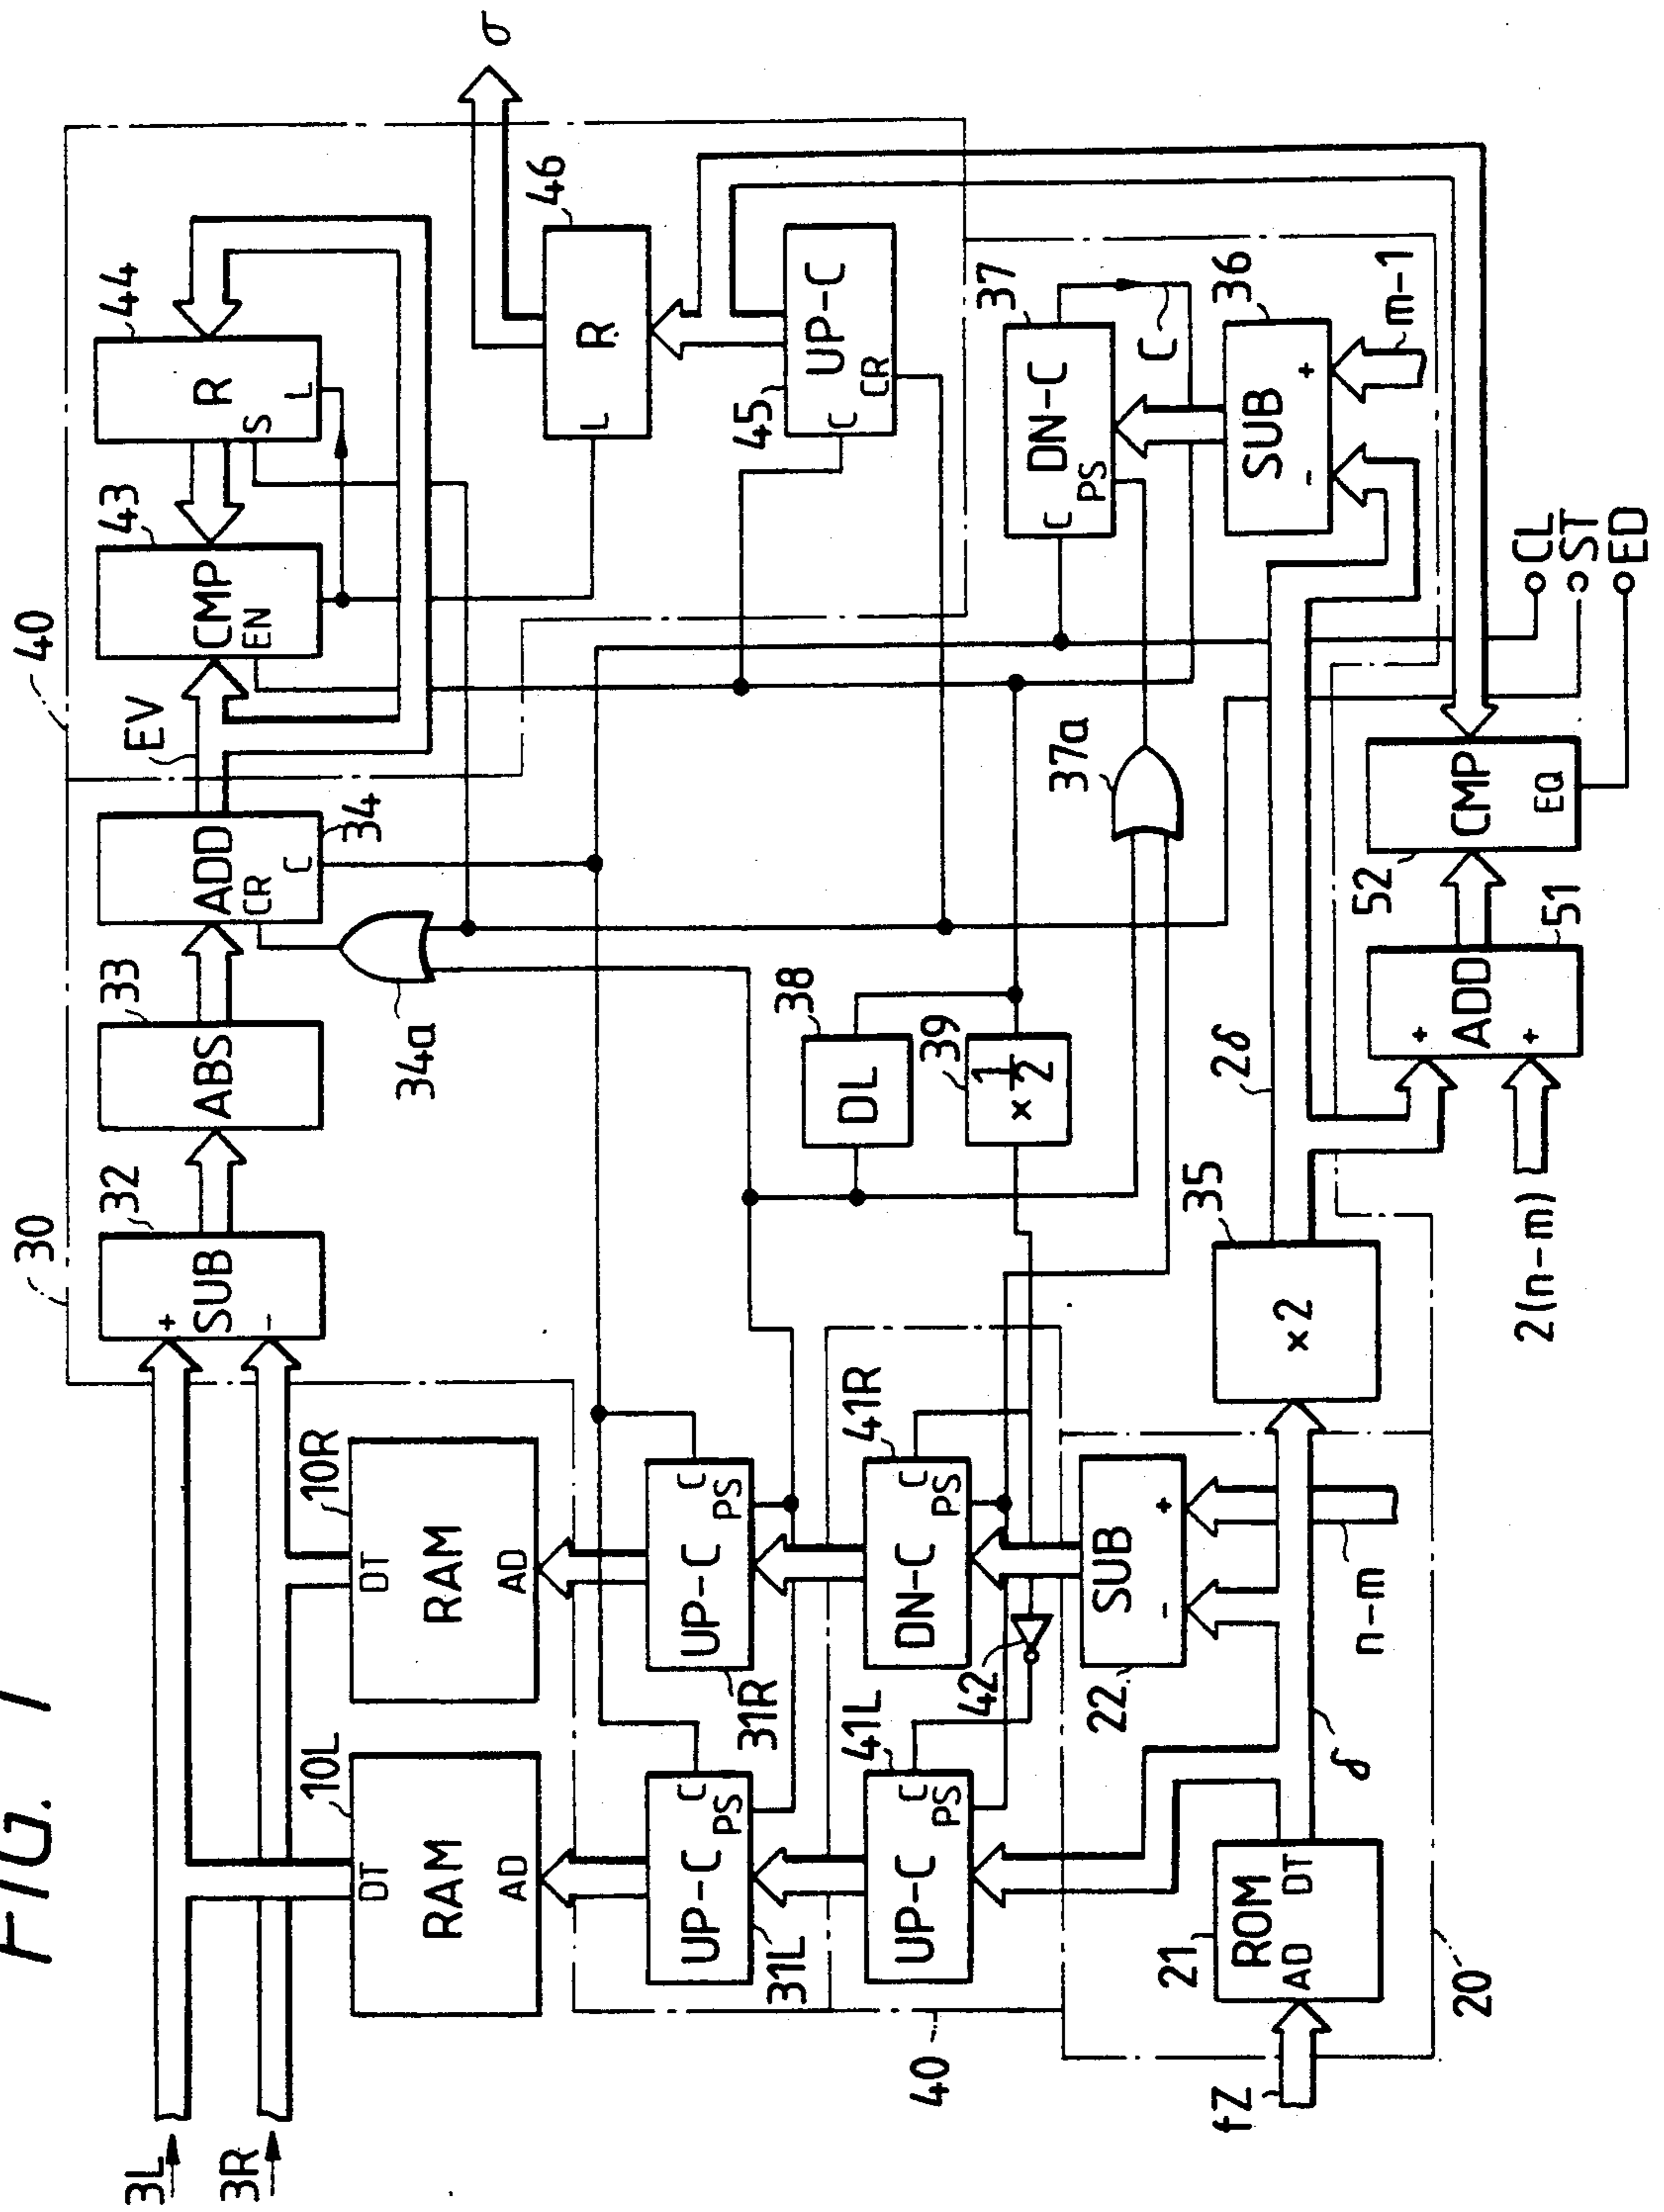 FIG. 1
3L
3R
10L
RAM
DT
AD
10R
RAM
DT
AD
30
32
SUB
+
-
33
ABS
34
ADD
CR
C
34a
EV
40
43
CMP
EN
44
R
S
L
46
R
L
σ
45
UP-C
C
CR
31L
UP-C
C
PS
31R
UP-C
C
PS
41L
UP-C
C
PS
41R
DN-C
C
PS
42
40
38
DL
39
×1/2
37a
37
DN-C
C
PS
C
36
SUB
-
+
m-1
22
SUB
-
+
n-m
21
ROM
AD
DT
fZ
δ
20
35
×2
2δ
51
ADD
+
+
2(n-m)
52
CMP
EQ
CL
ST
ED